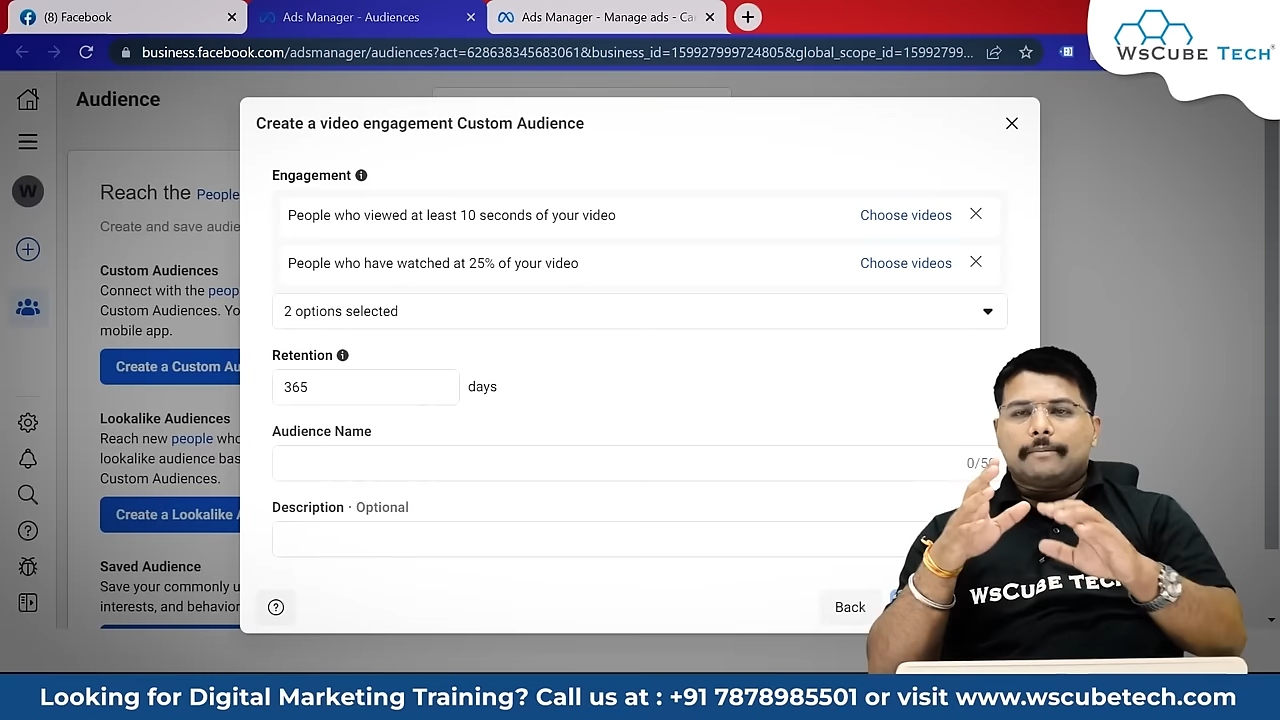 (8) Facebook
Ads Manager - Audiences
Ads Manager - Manage ads - Ca
business.facebook.com/adsmanager/audiences?act=628638345683061&business_id=159927999724805&global_scope_id=15992799...
WsCube Tech
Audience
Create a video engagement Custom Audience
W
Reach the People
Create and save audie
Custom Audiences
Connect with the peop
Custom Audiences. Yo
mobile app.
Create a Custom Au
Lookalike Audiences
Reach new people who
lookalike audience bas
Custom Audiences.
Create a Lookalike A
Saved Audience
Save your commonly u
interests, and behavior
Engagement
People who viewed at least 10 seconds of your video
Choose videos
People who have watched at 25% of your video
Choose videos
2 options selected
Retention
365
days
Audience Name
0/50
Description · Optional
Back
WsCube Tech
Looking for Digital Marketing Training? Call us at : +91 7878985501 or visit www.wscubetech.com